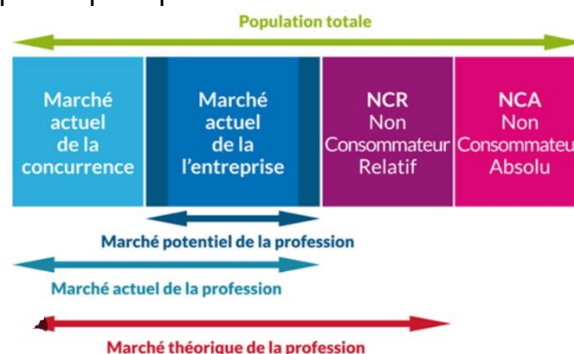 Population totale
Marché
actuel
de la
concurrence
Marché
actuel
de la
l'entreprise
NCR
Non
Consommateur
Relatif
NCA
Non
Consommateu
Absolu
Marché potentiel de la profession
Marché actuel de la profession
Marché théorique de la profession